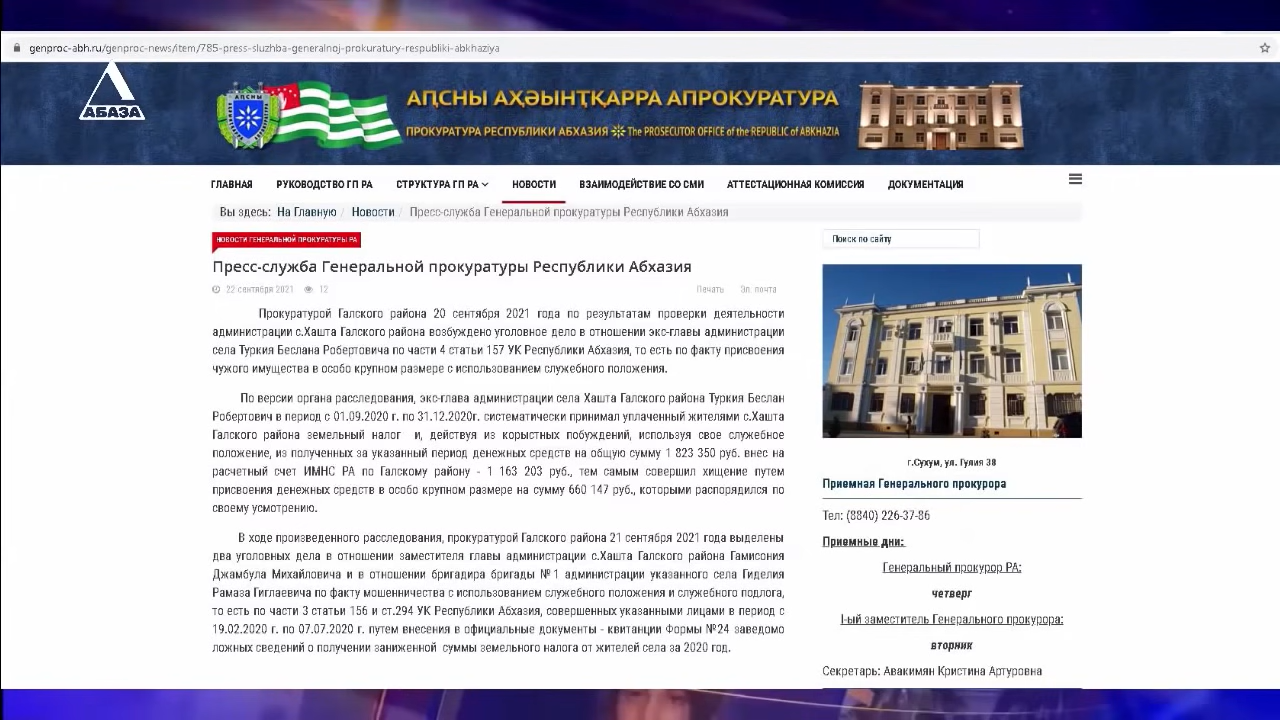 genproc-abh.ru/genproc-news/item/785-press-sluzhba-generalnoj-prokuratury-respubliki-abkhaziya
АБАЗА
АԤСНЫ
АԤСНЫ АҲӘЫНҬҚАРРА АПРОКУРАТУРА
ПРОКУРАТУРА РЕСПУБЛИКИ АБХАЗИЯ The PROSECUTOR OFFICE of the REPUBLIC of ABKHAZIA
ГЛАВНАЯ РУКОВОДСТВО ГП РА СТРУКТУРА ГП РА НОВОСТИ ВЗАИМОДЕЙСТВИЕ СО СМИ АТТЕСТАЦИОННАЯ КОМИССИЯ ДОКУМЕНТАЦИЯ
Вы здесь: На Главную / Новости / Пресс-служба Генеральной прокуратуры Республики Абхазия
НОВОСТИ ГЕНЕРАЛЬНОЙ ПРОКУРАТУРЫ РА
Пресс-служба Генеральной прокуратуры Республики Абхазия
22 сентября 2021 12 Печать Эл. почта
Прокуратурой Галского района 20 сентября 2021 года по результатам проверки деятельности
администрации с.Хашта Галского района возбуждено уголовное дело в отношении экс-главы администрации
села Туркия Беслана Робертовича по части 4 статьи 157 УК Республики Абхазия, то есть по факту присвоения
чужого имущества в особо крупном размере с использованием служебного положения.
По версии органа расследования, экс-глава администрации села Хашта Галского района Туркия Беслан
Робертович в период с 01.09.2020 г. по 31.12.2020г. систематически принимал уплаченный жителями с.Хашта
Галского района земельный налог и, действуя из корыстных побуждений, используя свое служебное
положение, из полученных за указанный период денежных средств на общую сумму 1 823 350 руб. внес на
расчетный счет ИМНС РА по Галскому району - 1 163 203 руб., тем самым совершил хищение путем
присвоения денежных средств в особо крупном размере на сумму 660 147 руб., которыми распорядился по
своему усмотрению.
В ходе произведенного расследования, прокуратурой Галского района 21 сентября 2021 года выделены
два уголовных дела в отношении заместителя главы администрации с.Хашта Галского района Гамисония
Джамбула Михайловича и в отношении бригадира бригады №1 администрации указанного села Гиделия
Рамаза Гиглаевича по факту мошенничества с использованием служебного положения и служебного подлога,
то есть по части 3 статьи 156 и ст.294 УК Республики Абхазия, совершенных указанными лицами в период с
19.02.2020 г. по 07.07.2020 г. путем внесения в официальные документы - квитанции Формы №24 заведомо
ложных сведений о получении заниженной суммы земельного налога от жителей села за 2020 год.
Поиск по сайту
г.Сухум, ул. Гулия 38
Приемная Генерального прокурора
Тел: (8840) 226-37-86
Приемные дни:
Генеральный прокурор РА:
четверг
I-ый заместитель Генерального прокурора:
вторник
Секретарь: Авакимян Кристина Артуровна